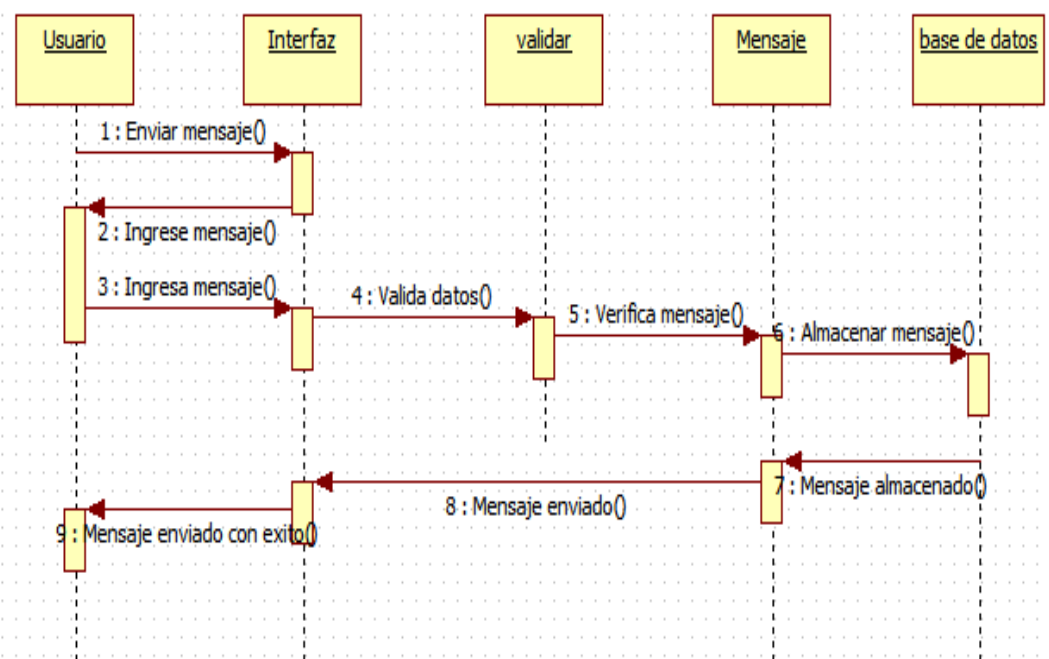 Usuario
Interfaz
validar
Mensaje
base de datos
1 : Enviar mensaje()
2 : Ingrese mensaje()
3 : Ingresa mensaje()
4 : Valida datos()
5 : Verifica mensaje()
6 : Almacenar mensaje()
7 : Mensaje almacenado()
8 : Mensaje enviado()
9 : Mensaje enviado con exito()